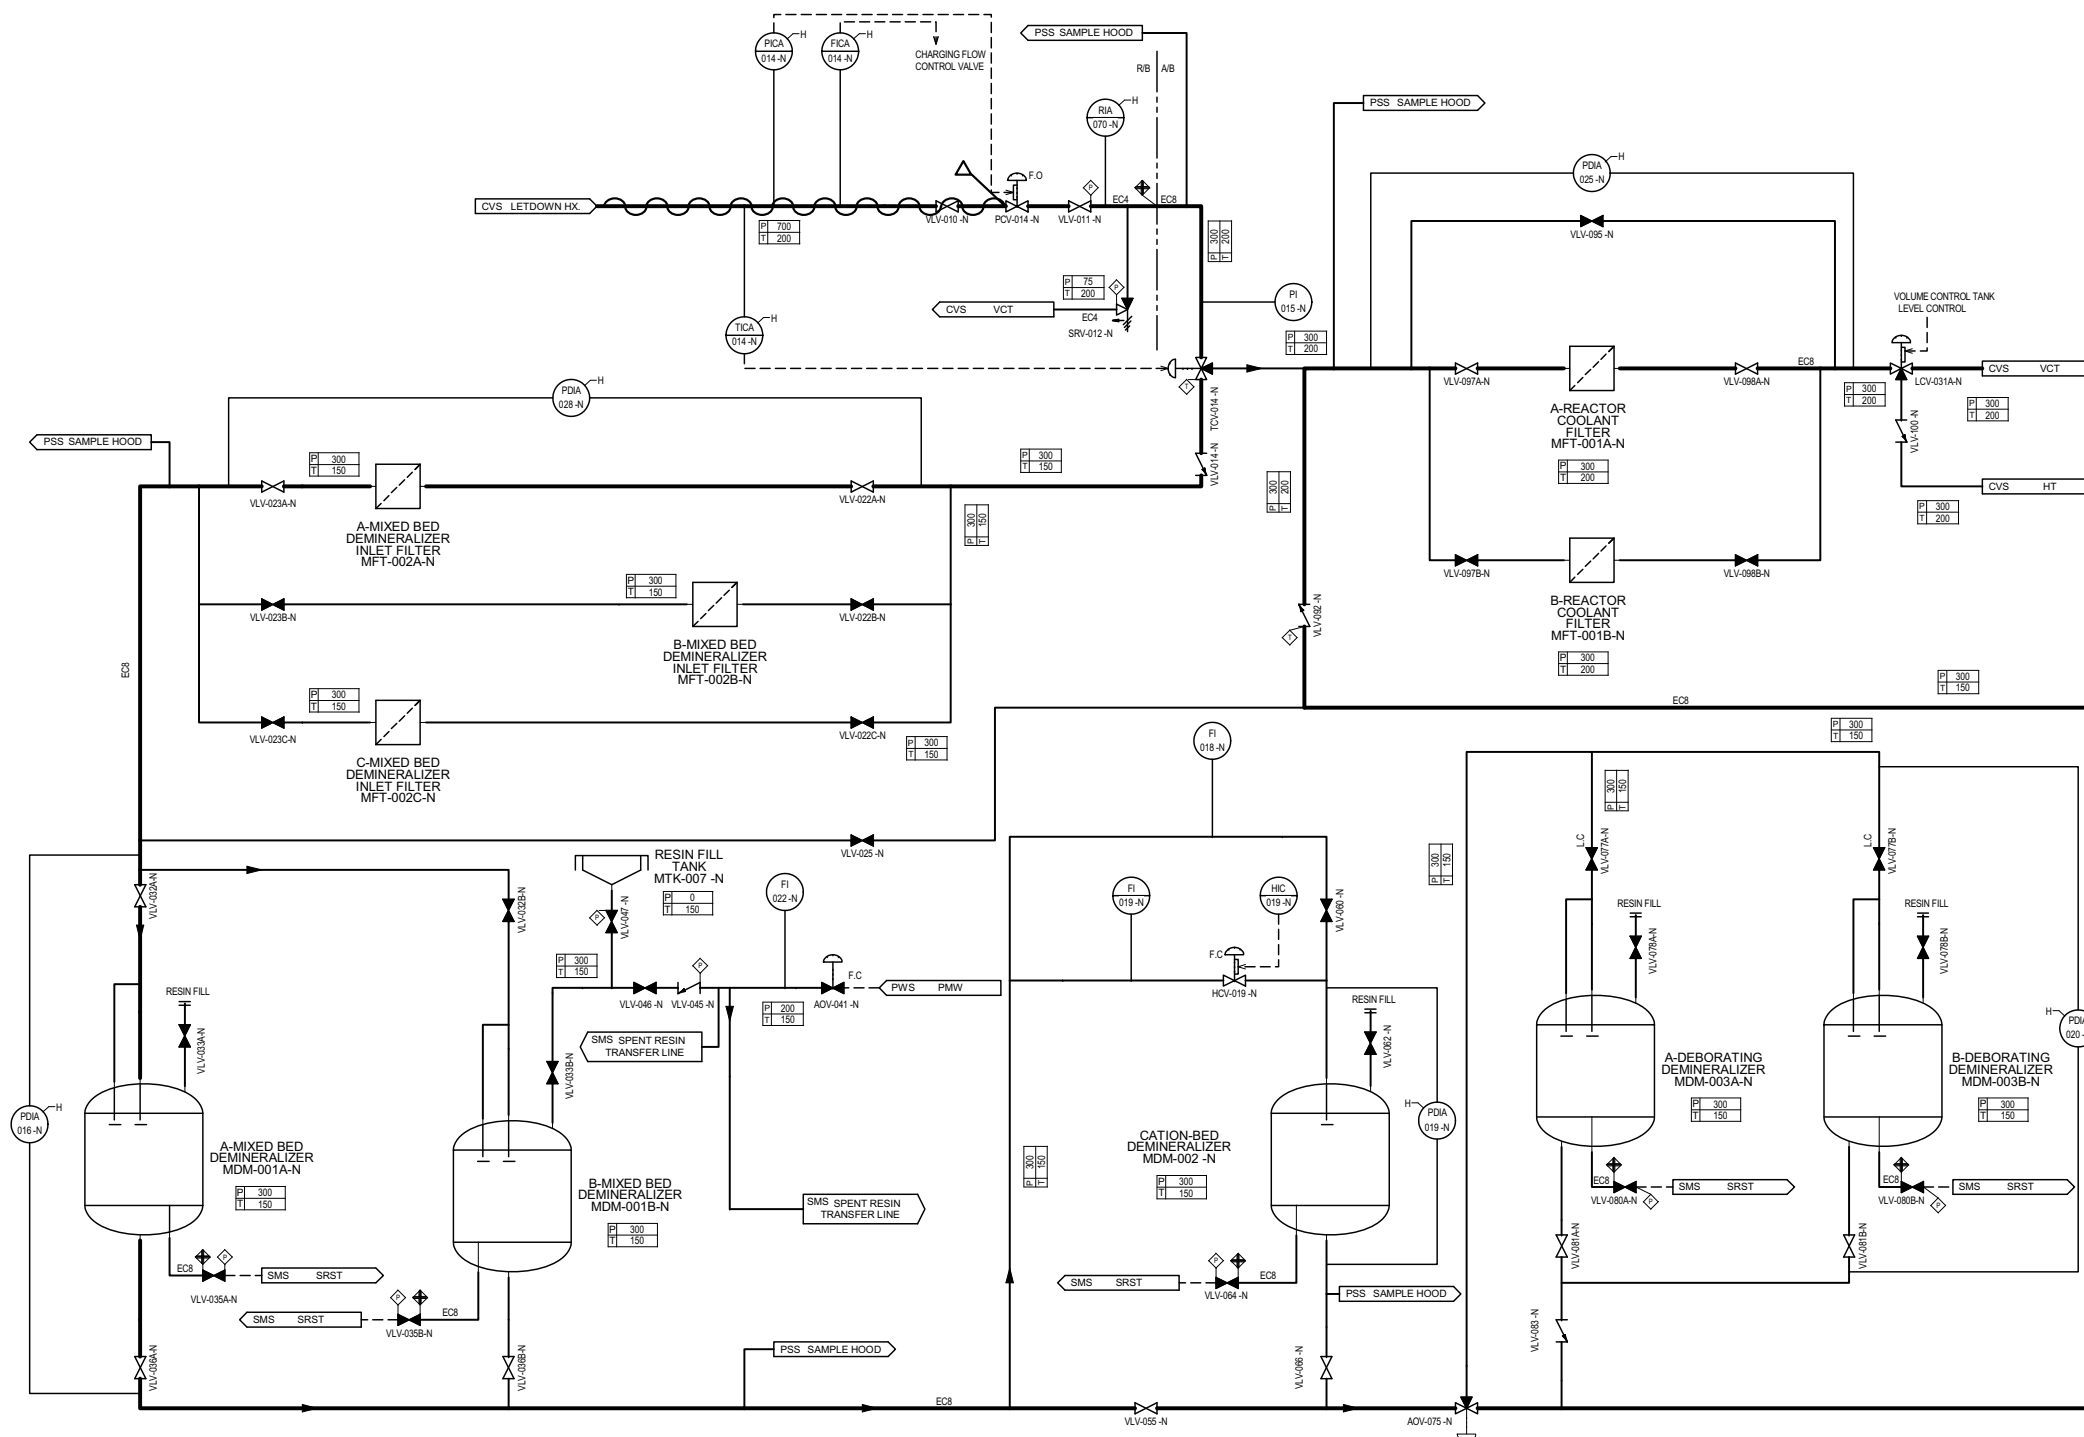 PICA
014 -N
H
FICA
014 -N
H
CHARGING FLOW
CONTROL VALVE
PSS SAMPLE HOOD
R/B
A/B
RIA
070 -N
H
PSS SAMPLE HOOD
PDIA
025 -N
H
F.O
P
CVS LETDOWN HX.
VLV-010 -N
PCV-014 -N
VLV-011 -N
EC4
EC8
P 700
T 200
P 300
T 200
VLV-095 -N
P 75
T 200
P
CVS VCT
EC4
SRV-012 -N
PI
015 -N
TICA
014 -N
H
P 300
T 200
VOLUME CONTROL TANK
LEVEL CONTROL
T
TCV-014 -N
VLV-097A-N
VLV-098A-N
EC8
LCV-031A-N
CVS VCT
P 300
T 200
P 300
T 200
A-REACTOR
COOLANT
FILTER
MFT-001A-N
P 300
T 200
VLV-100 -N
CVS HT
P 300
T 200
PDIA
028 -N
H
PSS SAMPLE HOOD
P 300
T 150
VLV-023A-N
VLV-022A-N
P 300
T 150
VLV-014 -N
P 300
T 150
P 300
T 200
A-MIXED BED
DEMINERALIZER
INLET FILTER
MFT-002A-N
VLV-097B-N
VLV-098B-N
B-REACTOR
COOLANT
FILTER
MFT-001B-N
P 300
T 200
P 300
T 150
VLV-023B-N
VLV-022B-N
B-MIXED BED
DEMINERALIZER
INLET FILTER
MFT-002B-N
VLV-092 -N
T
EC8
P 300
T 150
VLV-023C-N
VLV-022C-N
P 300
T 150
C-MIXED BED
DEMINERALIZER
INLET FILTER
MFT-002C-N
P 300
T 150
EC8
P 300
T 150
FI
018 -N
P 300
T 150
VLV-025 -N
RESIN FILL
TANK
MTK-007 -N
P 0
T 150
VLV-032A-N
VLV-032B-N
P
VLV-047 -N
FI
022 -N
FI
019 -N
HIC
019 -N
VLV-060 -N
P 300
T 150
L.C
VLV-077A-N
L.C
VLV-077B-N
RESIN FILL
VLV-078A-N
RESIN FILL
VLV-078B-N
P 300
T 150
P
VLV-046 -N
VLV-045 -N
P 200
T 150
F.C
AOV-041 -N
PWS PMW
F.C
HCV-019 -N
RESIN FILL
VLV-033A-N
VLV-033B-N
SMS SPENT RESIN
TRANSFER LINE
RESIN FILL
VLV-062 -N
PDIA
016 -N
H
A-MIXED BED
DEMINERALIZER
MDM-001A-N
P 300
T 150
B-MIXED BED
DEMINERALIZER
MDM-001B-N
P 300
T 150
SMS SPENT RESIN
TRANSFER LINE
P 300
T 150
CATION-BED
DEMINERALIZER
MDM-002 -N
P 300
T 150
H
PDIA
019 -N
A-DEBORATING
DEMINERALIZER
MDM-003A-N
P 300
T 150
B-DEBORATING
DEMINERALIZER
MDM-003B-N
P 300
T 150
H
020 -
EC8
VLV-080A-N
P
SMS SRST
EC8
VLV-080B-N
P
SMS SRST
VLV-081A-N
VLV-081B-N
P
EC8
VLV-035A-N
SMS SRST
SMS SRST
P
VLV-035B-N
EC8
SMS SRST
P
VLV-064 -N
EC8
PSS SAMPLE HOOD
VLV-036A-N
VLV-036B-N
PSS SAMPLE HOOD
VLV-066 -N
VLV-083 -N
EC8
VLV-055 -N
AOV-075 -N